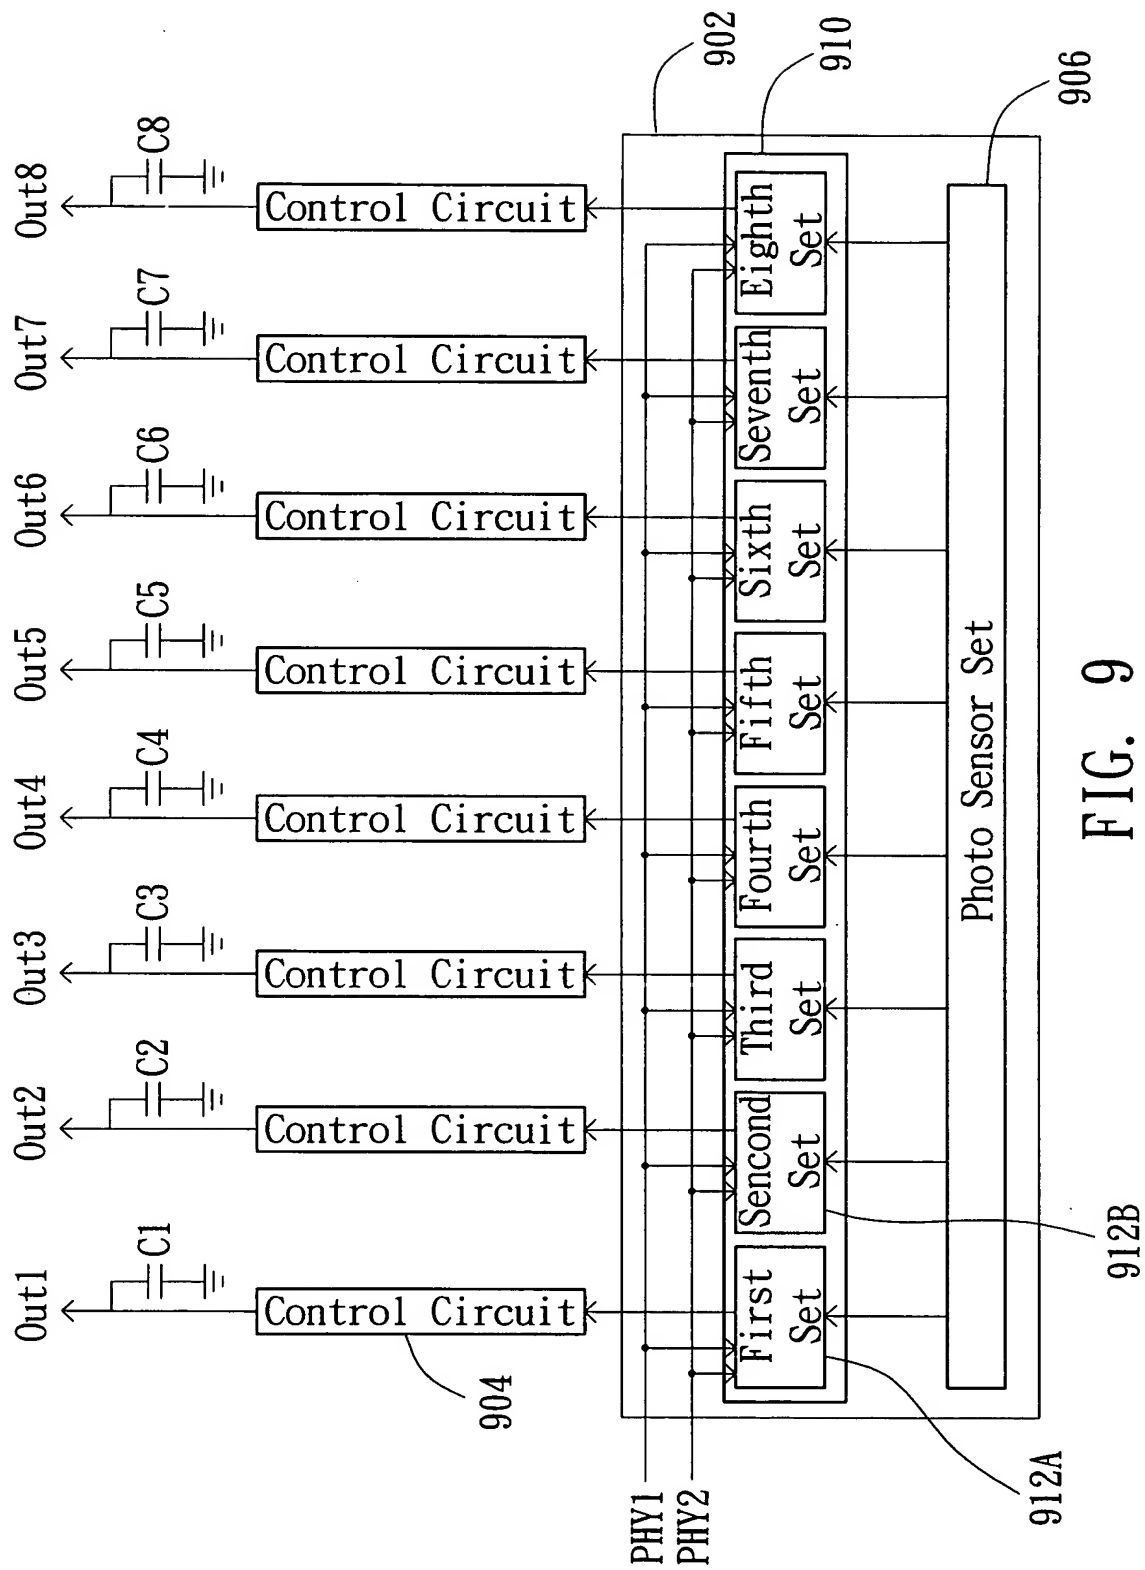 Out1
Out2
Out3
Out4
Out5
Out6
Out7
Out8
C1
C2
C3
C4
C5
C6
C7
C8
Control Circuit
Control Circuit
Control Circuit
Control Circuit
Control Circuit
Control Circuit
Control Circuit
Control Circuit
904
902
PHY1
PHY2
910
First
Set
Sencond
Set
Third
Set
Fourth
Set
Fifth
Set
Sixth
Set
Seventh
Set
Eighth
Set
Photo Sensor Set
906
912A
912B
FIG. 9